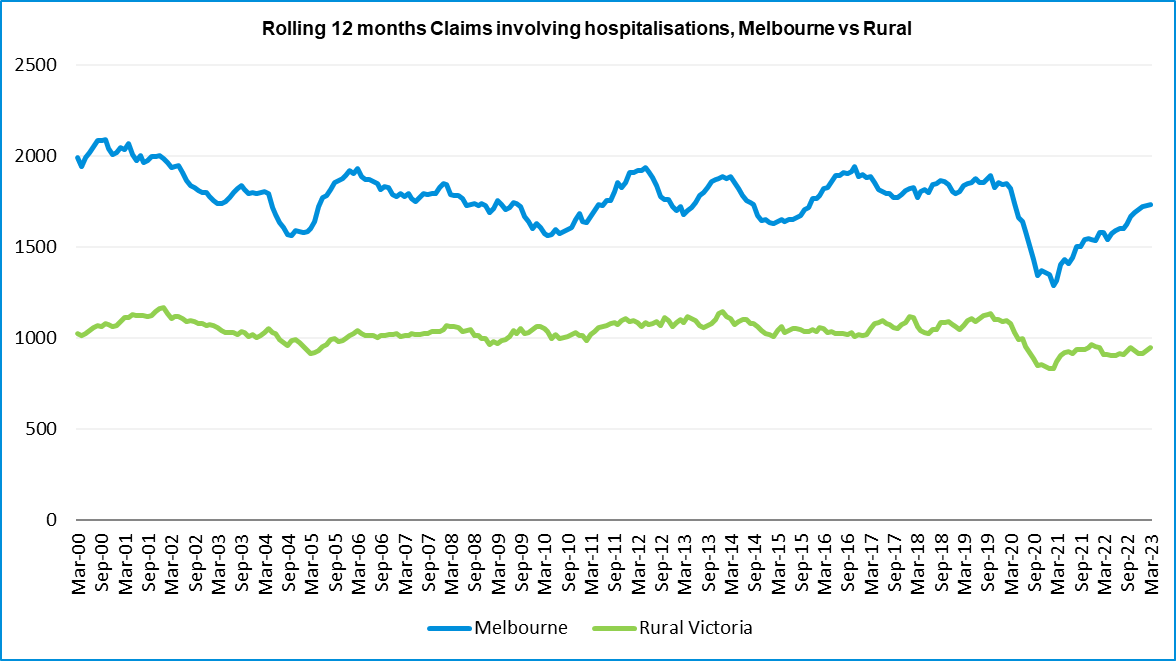 Rolling 12 months Claims involving hospitalisations, Melbourne vs Rural
2500
2000
1500
1000
500
0
Mar-00
Sep-00
Mar-01
Sep-01
Mar-02
Sep-02
Mar-03
Sep-03
Mar-04
Sep-04
Mar-05
Sep-05
Mar-06
Sep-06
Mar-07
Sep-07
Mar-08
Sep-08
Mar-09
Sep-09
Mar-10
Sep-10
Mar-11
Sep-11
Mar-12
Sep-12
Mar-13
Sep-13
Mar-14
Sep-14
Mar-15
Sep-15
Mar-16
Sep-16
Mar-17
Sep-17
Mar-18
Sep-18
Mar-19
Sep-19
Mar-20
Sep-20
Mar-21
Sep-21
Mar-22
Sep-22
Mar-23
Melbourne
Rural Victoria